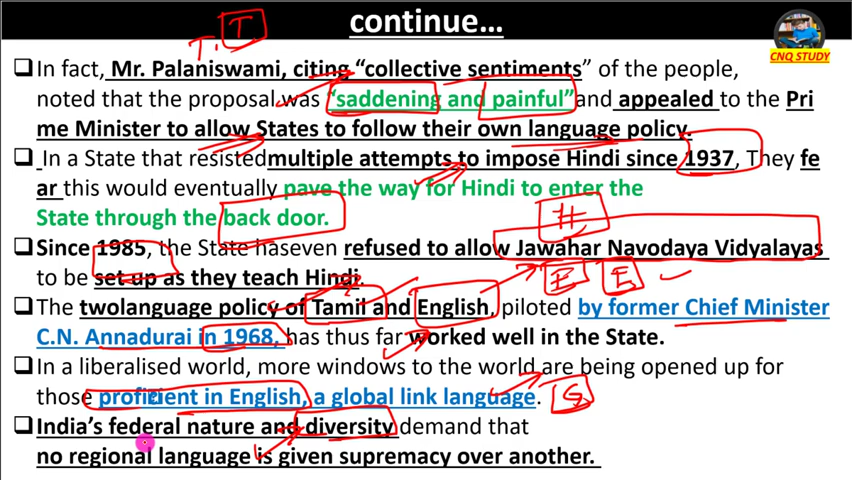 continue…
CNQ STUDY
T. T
In fact, Mr. Palaniswami, citing “collective sentiments” of the people,
noted that the proposal was “saddening and painful” and appealed to the Pri
me Minister to allow States to follow their own language policy.
In a State that resistedmultiple attempts to impose Hindi since 1937, They fe
ar this would eventually pave the way for Hindi to enter the
State through the back door.
H
Since 1985, the State haseven refused to allow Jawahar Navodaya Vidyalayas
to be set up as they teach Hindi.
E E
The twolanguage policy of Tamil and English, piloted by former Chief Minister
C.N. Annadurai in 1968, has thus far worked well in the State.
In a liberalised world, more windows to the world are being opened up for
those proficient in English, a global link language.
G
India’s federal nature and diversity demand that
no regional language is given supremacy over another.